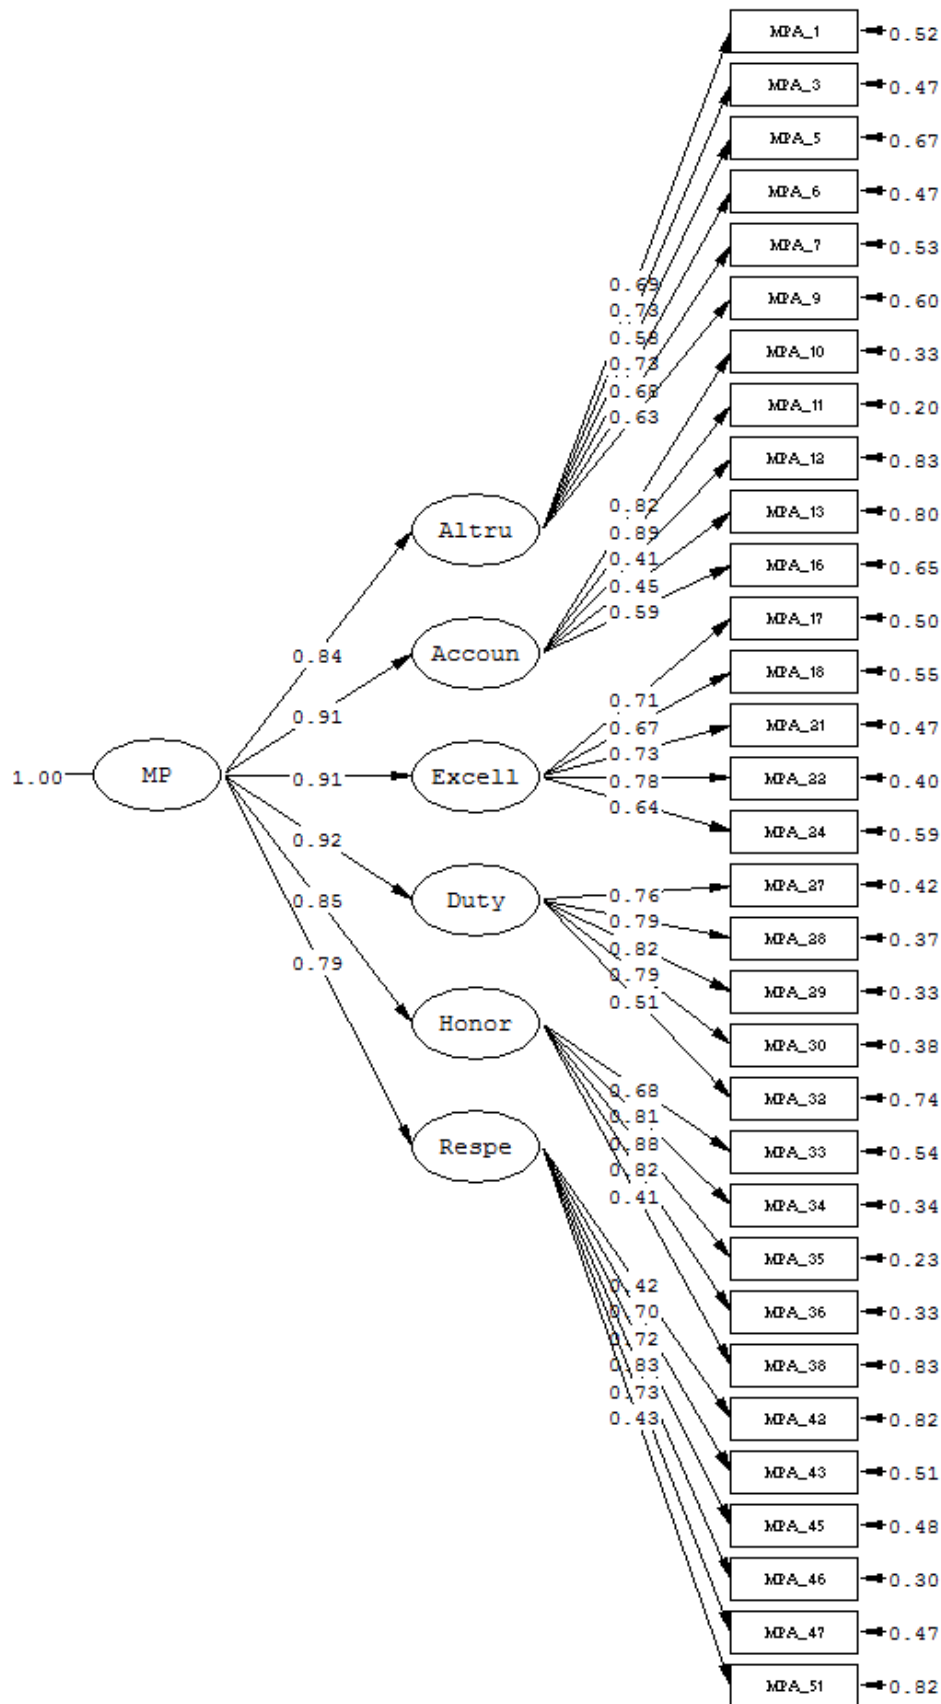 MPA_1 0.52
MPA_3 0.47
MPA_5 0.67
MPA_6 0.47
MPA_7 0.53
0.69
MPA_9 0.60
0.73
0.58
MPA_10 0.33
0.73
0.68
MPA_11 0.20
0.63
MPA_12 0.83
0.82
MPA_13 0.80
Altru
0.89
0.41
MPA_16 0.65
0.45
0.59
MPA_17 0.50
0.84
Accoun
MPA_18 0.55
0.71
0.91
MPA_21 0.47
0.67
0.73
1.00 MP
0.91
Excell
0.78
MPA_22 0.40
0.64
MPA_24 0.59
0.92
MPA_27 0.42
0.76
0.85
Duty
0.79
MPA_28 0.37
0.82
0.79
0.79
MPA_29 0.33
0.51
Honor
MPA_30 0.38
0.68
MPA_32 0.74
0.81
0.88
Respe
MPA_33 0.54
0.82
0.41
MPA_34 0.34
MPA_35 0.23
0.42
0.70
MPA_36 0.33
0.72
0.83
MPA_38 0.83
0.73
0.43
MPA_42 0.82
MPA_43 0.51
MPA_45 0.48
MPA_46 0.30
MPA_47 0.47
MPA_51 0.82